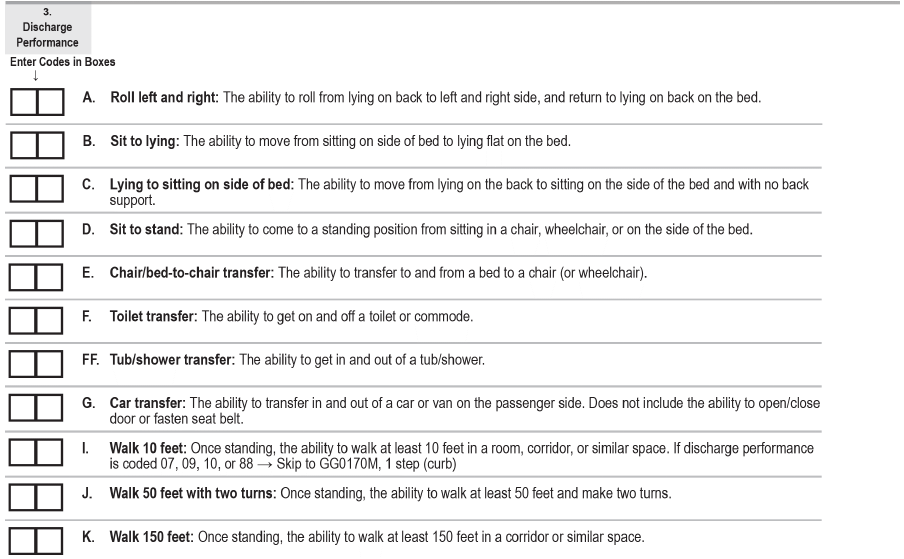 3.
Discharge
Performance
Enter Codes in Boxes
↓
A. Roll left and right: The ability to roll from lying on back to left and right side, and return to lying on back on the bed.
B. Sit to lying: The ability to move from sitting on side of bed to lying flat on the bed.
C. Lying to sitting on side of bed: The ability to move from lying on the back to sitting on the side of the bed and with no back
support.
D. Sit to stand: The ability to come to a standing position from sitting in a chair, wheelchair, or on the side of the bed.
E. Chair/bed-to-chair transfer: The ability to transfer to and from a bed to a chair (or wheelchair).
F. Toilet transfer: The ability to get on and off a toilet or commode.
FF. Tub/shower transfer: The ability to get in and out of a tub/shower.
G. Car transfer: The ability to transfer in and out of a car or van on the passenger side. Does not include the ability to open/close
door or fasten seat belt.
I. Walk 10 feet: Once standing, the ability to walk at least 10 feet in a room, corridor, or similar space. If discharge performance
is coded 07, 09, 10, or 88 → Skip to GG0170M, 1 step (curb)
J. Walk 50 feet with two turns: Once standing, the ability to walk at least 50 feet and make two turns.
K. Walk 150 feet: Once standing, the ability to walk at least 150 feet in a corridor or similar space.